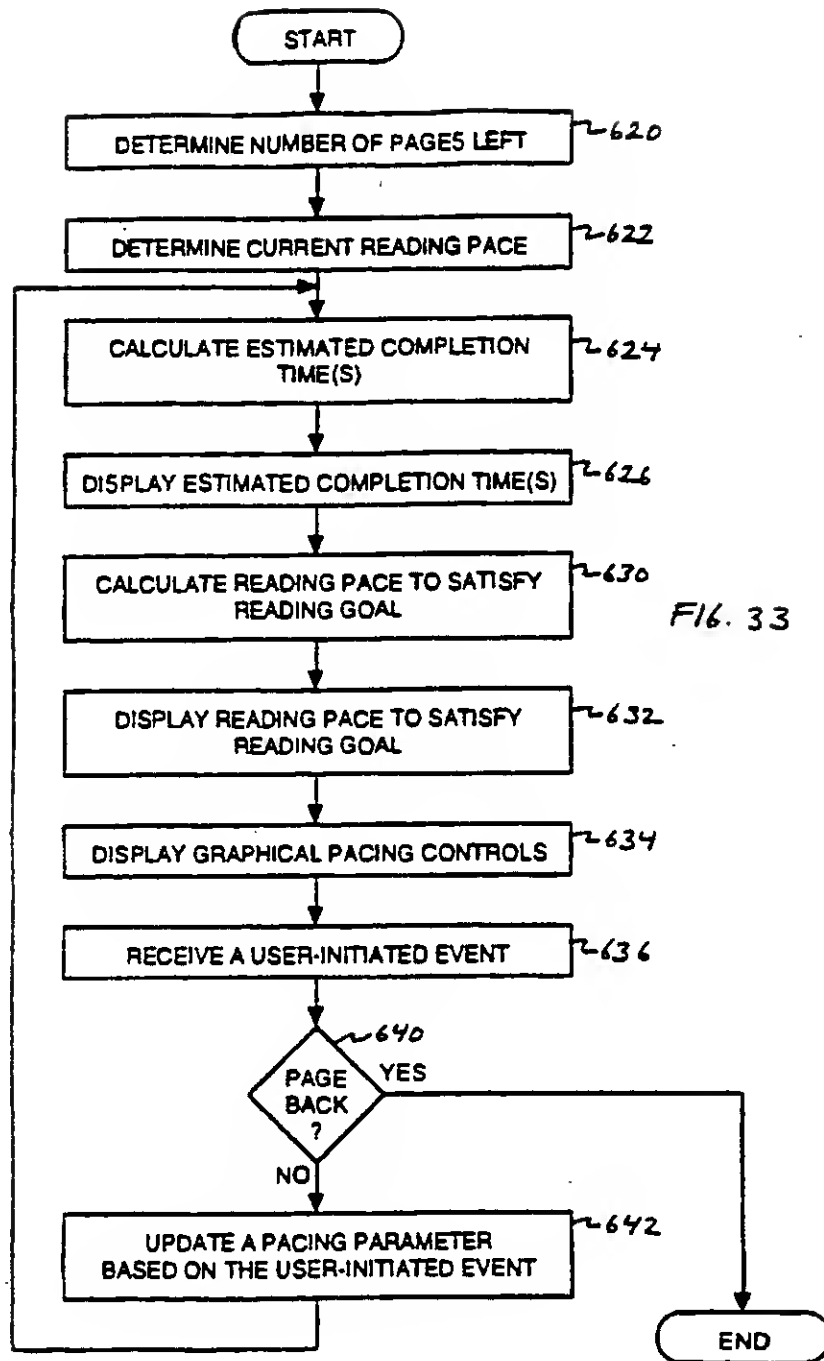 START
DETERMINE NUMBER OF PAGES LEFT
620
DETERMINE CURRENT READING PACE
622
CALCULATE ESTIMATED COMPLETION
TIME(S)
624
DISPLAY ESTIMATED COMPLETION TIME(S)
626
CALCULATE READING PACE TO SATISFY
READING GOAL
630
FIG. 33
DISPLAY READING PACE TO SATISFY
READING GOAL
632
DISPLAY GRAPHICAL PACING CONTROLS
634
RECEIVE A USER-INITIATED EVENT
636
640
PAGE
BACK
?
YES
NO
UPDATE A PACING PARAMETER
BASED ON THE USER-INITIATED EVENT
642
END